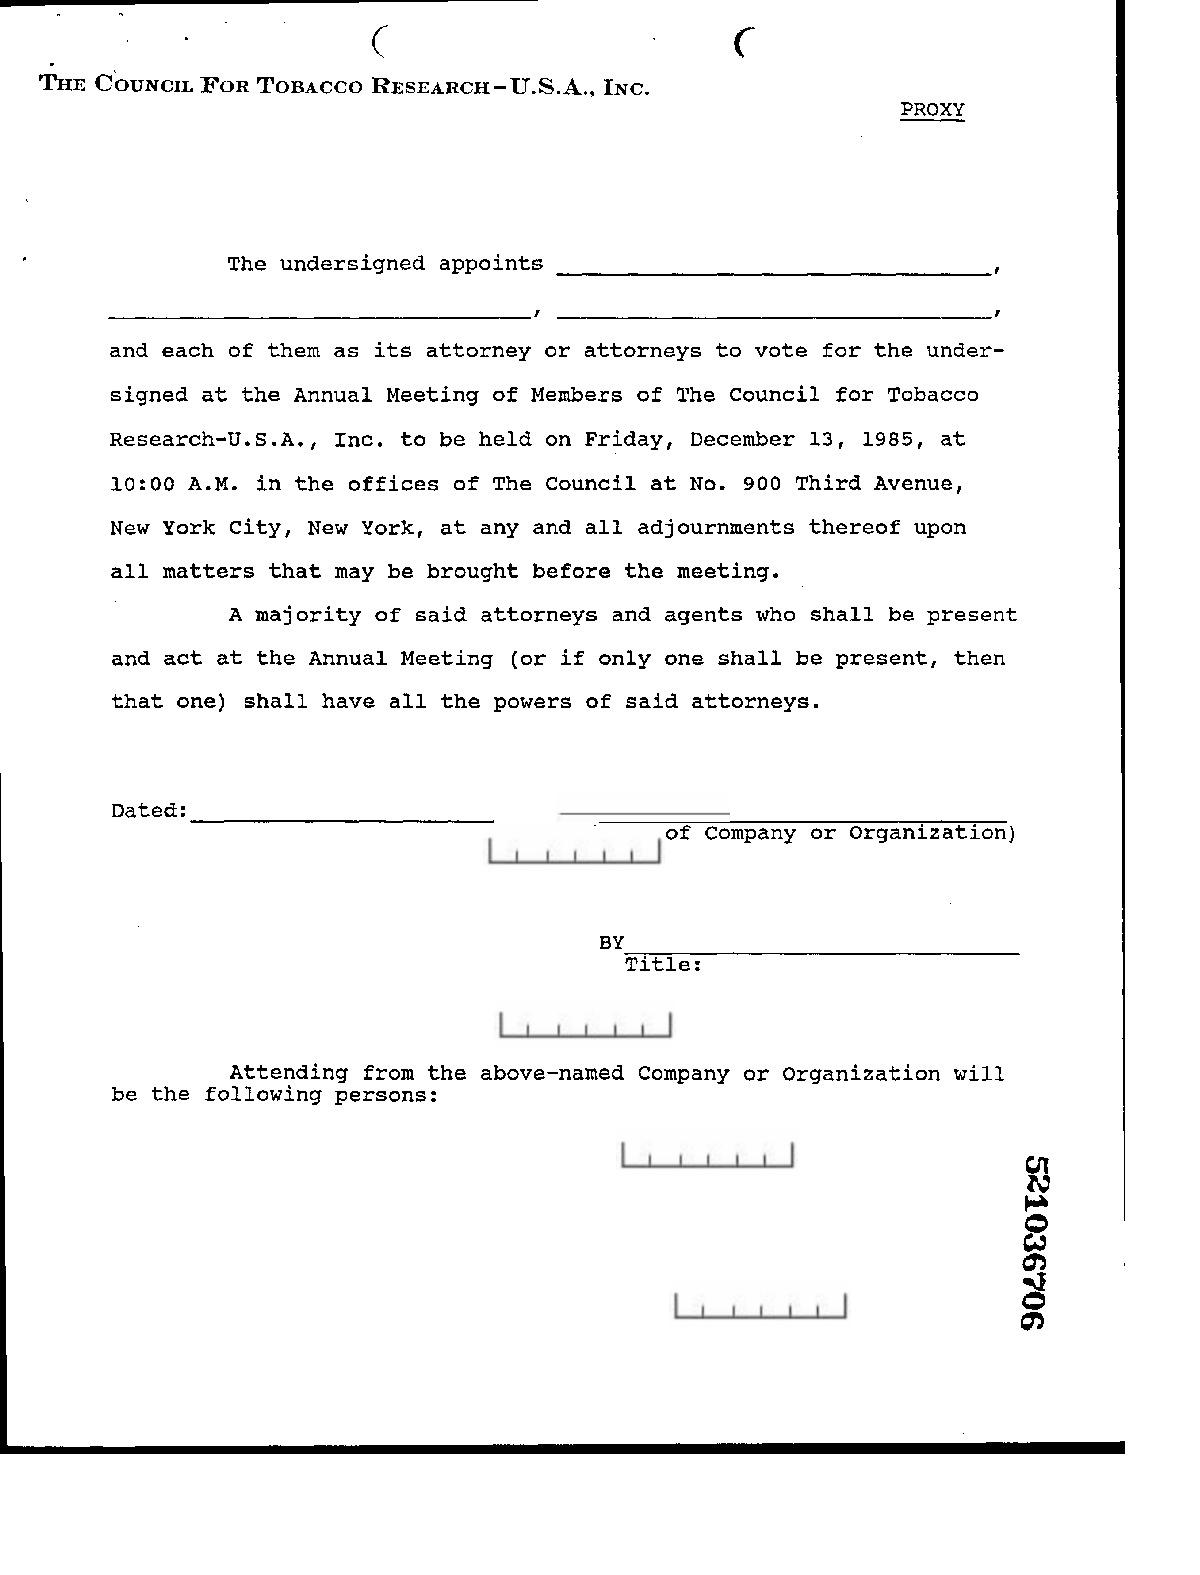 THE COUNCIL FOR TOBACCO RESEARCH-U.S.A., INC.
PROXY
The undersigned appoints ,
, ,
and each of them as its attorney or attorneys to vote for the under-
signed at the Annual Meeting of Members of The Council for Tobacco
Research-U.S.A., Inc. to be held on Friday, December 13, 1985, at
10:00 A.M. in the offices of The Council at No. 900 Third Avenue,
New York City, New York, at any and all adjournments thereof upon
all matters that may be brought before the meeting.
A majority of said attorneys and agents who shall be present
and act at the Annual Meeting (or if only one shall be present, then
that one) shall have all the powers of said attorneys.
Dated:
of Company or Organization)
BY
Title:
Attending from the above-named Company or Organization will
be the following persons:
521036706